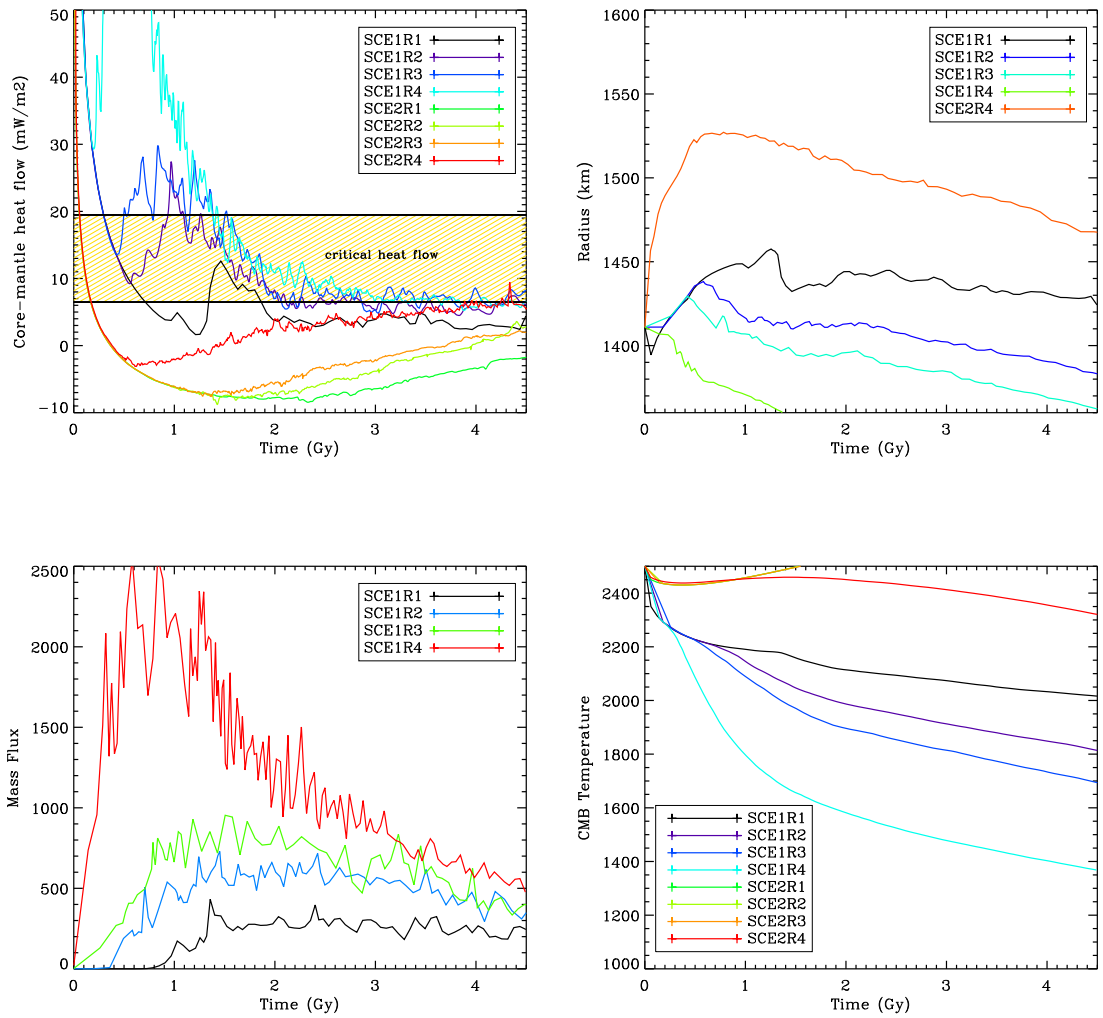 Core-mantle heat flow (mW/m2)
50
40
30
20
10
0
-10
SCE1R1
SCE1R2
SCE1R3
SCE1R4
SCE2R1
SCE2R2
SCE2R3
SCE2R4
critical heat flow
0 1 2 3 4
Time (Gy)
Radius (km)
1600
1550
1500
1450
1400
SCE1R1
SCE1R2
SCE1R3
SCE1R4
SCE2R4
0 1 2 3 4
Time (Gy)
Mass Flux
2500
2000
1500
1000
500
0
SCE1R1
SCE1R2
SCE1R3
SCE1R4
0 1 2 3 4
Time (Gy)
CMB Temperature
2400
2200
2000
1800
1600
1400
1200
1000
SCE1R1
SCE1R2
SCE1R3
SCE1R4
SCE2R1
SCE2R2
SCE2R3
SCE2R4
0 1 2 3 4
Time (Gy)